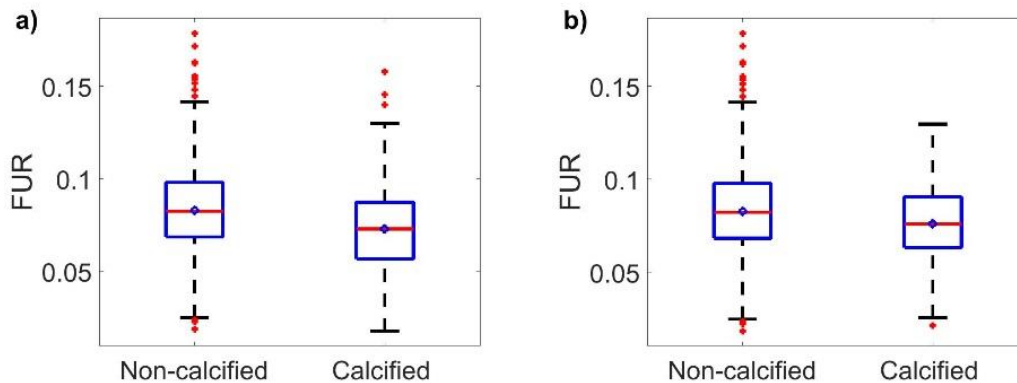 a)
FUR
0.15
0.1
0.05
Non-calcified Calcified
b)
FUR
0.15
0.1
0.05
Non-calcified Calcified